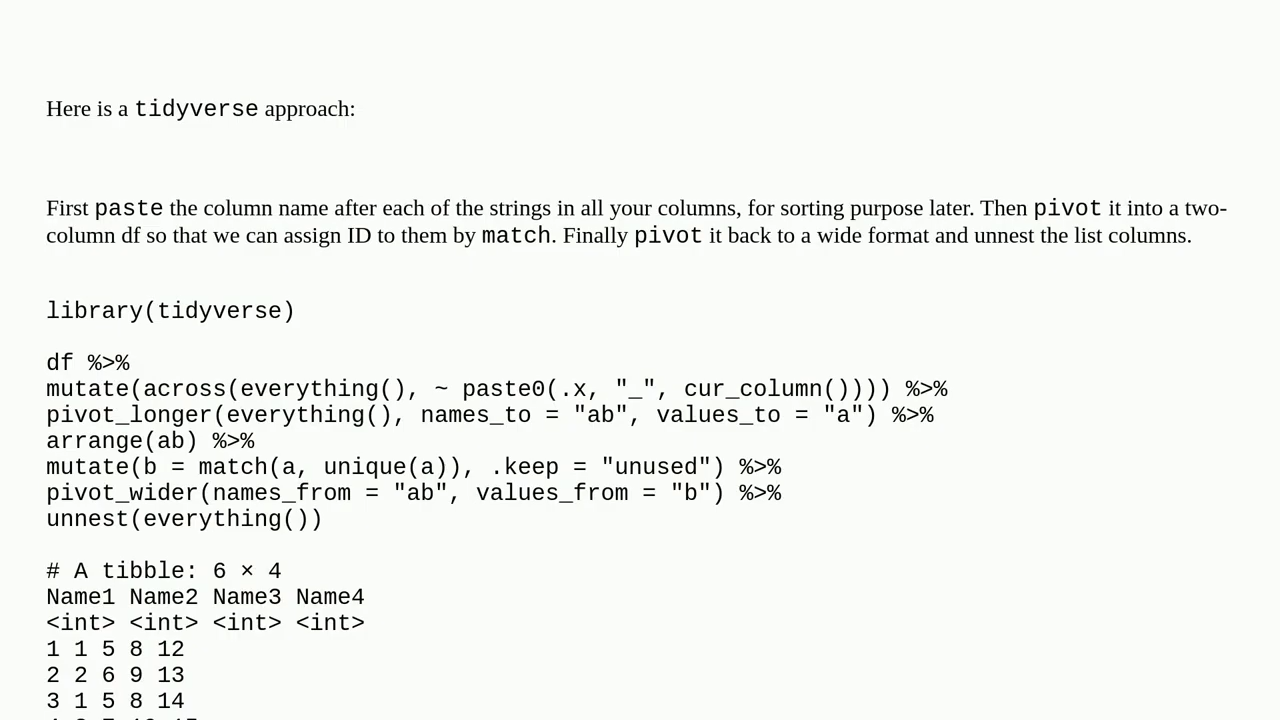 Here is a tidyverse approach:
First paste the column name after each of the strings in all your columns, for sorting purpose later. Then pivot it into a two-
column df so that we can assign ID to them by match. Finally pivot it back to a wide format and unnest the list columns.
library(tidyverse)
df %>%
mutate(across(everything(), ~ paste0(.x, "_", cur_column()))) %>%
pivot_longer(everything(), names_to = "ab", values_to = "a") %>%
arrange(ab) %>%
mutate(b = match(a, unique(a)), .keep = "unused") %>%
pivot_wider(names_from = "ab", values_from = "b") %>%
unnest(everything())
# A tibble: 6 × 4
Name1 Name2 Name3 Name4
<int> <int> <int> <int>
1 1 5 8 12
2 2 6 9 13
3 1 5 8 14